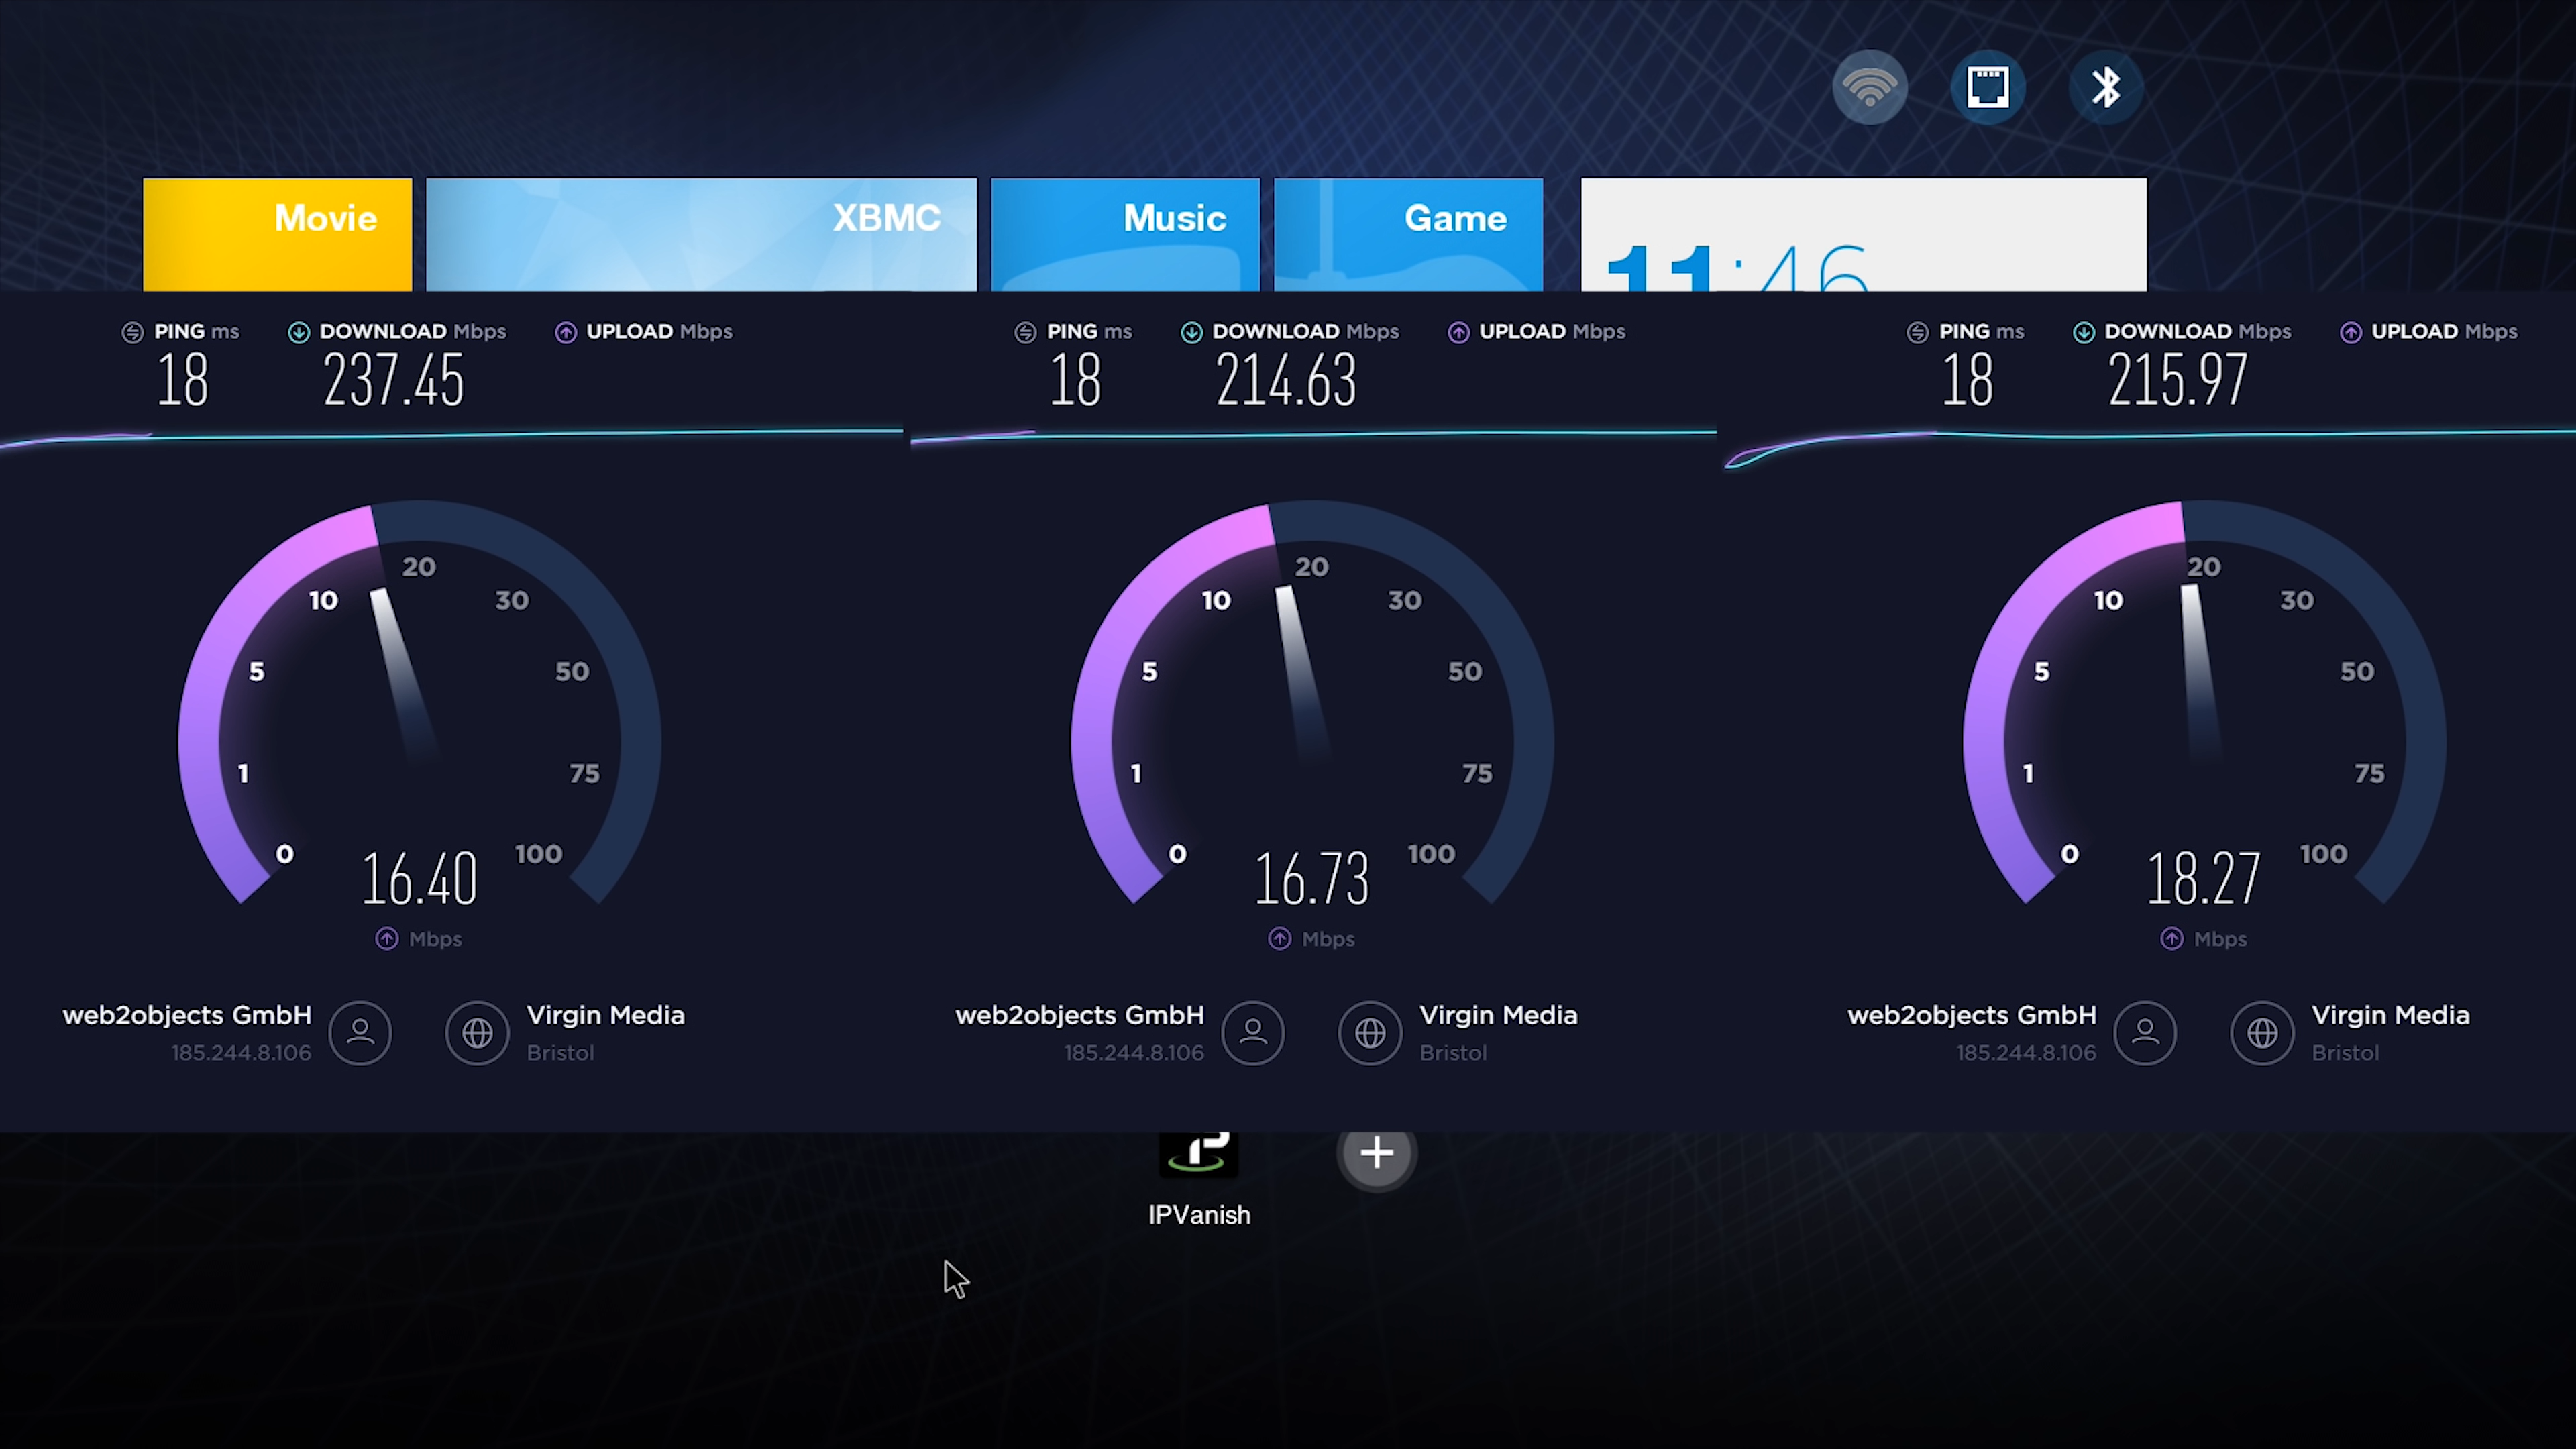 Movie
XBMC
Music
Game
11:46
PING ms
DOWNLOAD Mbps
UPLOAD Mbps
18
237.45
20
10
30
5
50
1
75
0
100
16.40
Mbps
web2objects GmbH
185.244.8.106
Virgin Media
Bristol
PING ms
DOWNLOAD Mbps
UPLOAD Mbps
18
214.63
20
10
30
5
50
1
75
0
100
16.73
Mbps
web2objects GmbH
185.244.8.106
Virgin Media
Bristol
PING ms
DOWNLOAD Mbps
UPLOAD Mbps
18
215.97
20
10
30
5
50
1
75
0
100
18.27
Mbps
web2objects GmbH
185.244.8.106
Virgin Media
Bristol
IPVanish